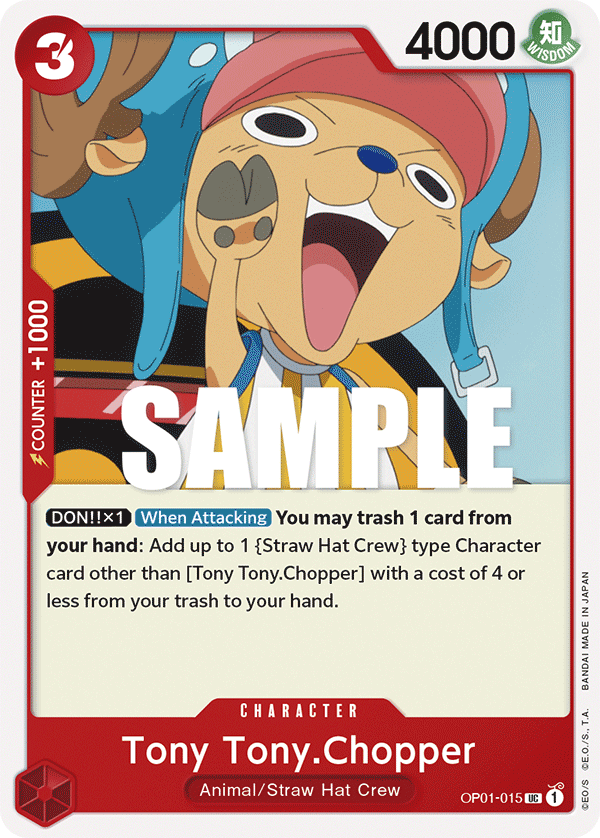 3
4000
知
WISDOM
COUNTER +1000
SAMPLE
DON!!×1 When Attacking You may trash 1 card from
your hand: Add up to 1 {Straw Hat Crew} type Character
card other than [Tony Tony.Chopper] with a cost of 4 or
less from your trash to your hand.
CHARACTER
Tony Tony.Chopper
Animal/Straw Hat Crew
OP01-015 UC 1
©EO/S ©E.O./S., T.A. BANDAI MADE IN JAPAN